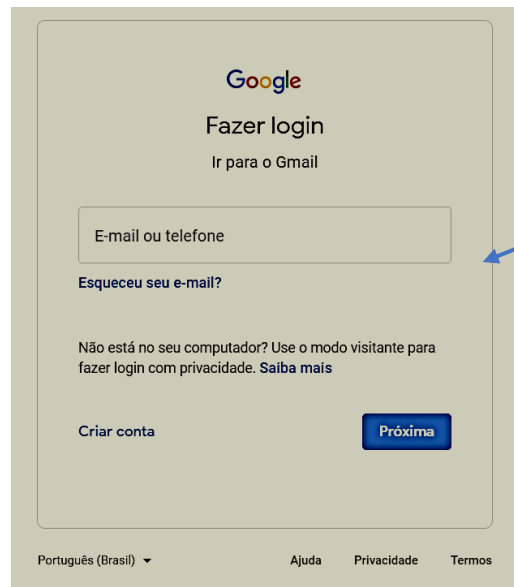 Google
Fazer login
Ir para o Gmail
E-mail ou telefone
Esqueceu seu e-mail?
Não está no seu computador? Use o modo visitante para
fazer login com privacidade. Saiba mais
Criar conta Próxima
Português (Brasil) Ajuda Privacidade Termos